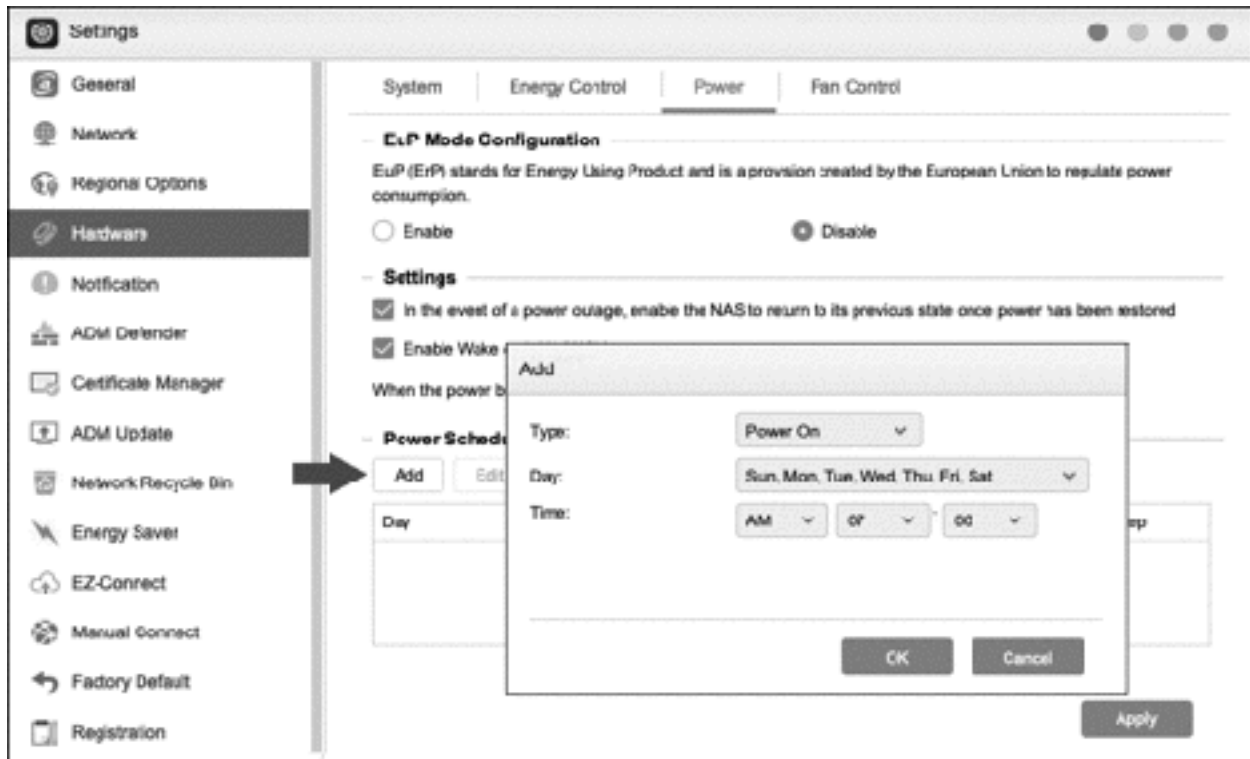 Settings
General
Network
Regional Options
Hardware
Notification
ADM Defender
Certificate Manager
ADM Update
Network Recycle Bin
Energy Saver
EZ-Connect
Manual Connect
Factory Default
Registration
System Energy Control Power Fan Control
EuP Mode Configuration
EuP (ErP) stands for Energy Using Product and is a provision created by the European Union to regulate power
consumption.
Enable Disable
Settings
In the event of a power outage, enable the NAS to return to its previous state once power has been restored
Enable Wake
When the power
Power
Add Edit
Day
Add
Type: Power On
Day: Sun, Mon, Tue, Wed, Thu, Fri, Sat
Time: AM
OK Cancel
Apply